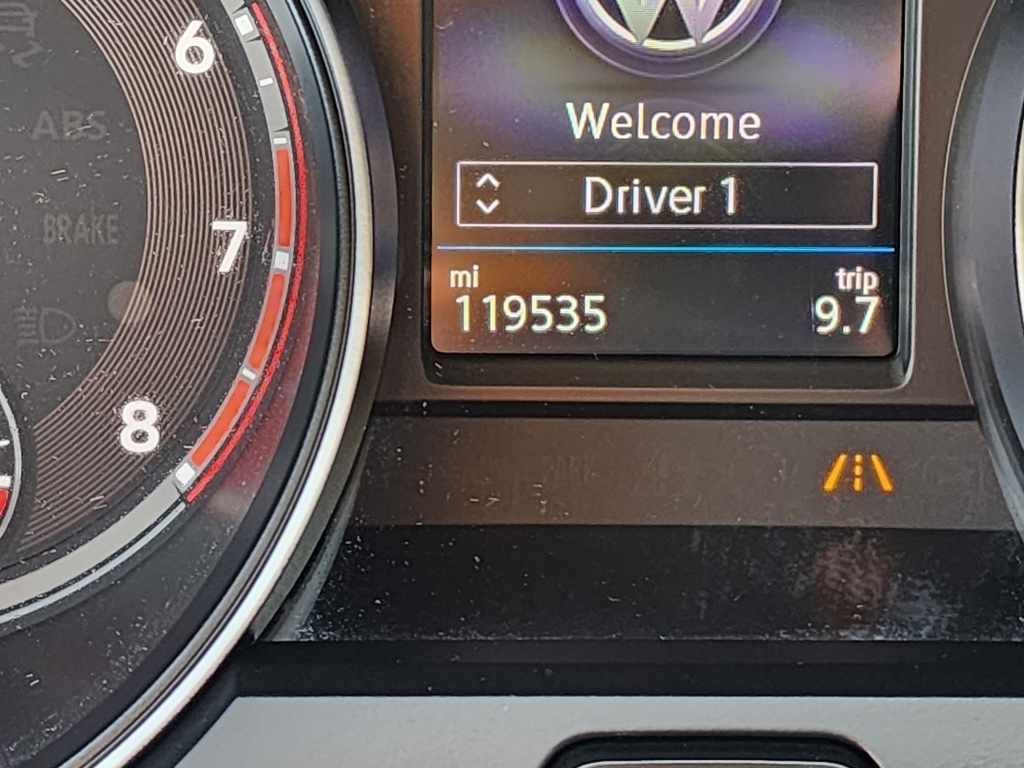 6
7
8
ABS
BRAKE
Welcome
Driver 1
mi trip
119535 9.7